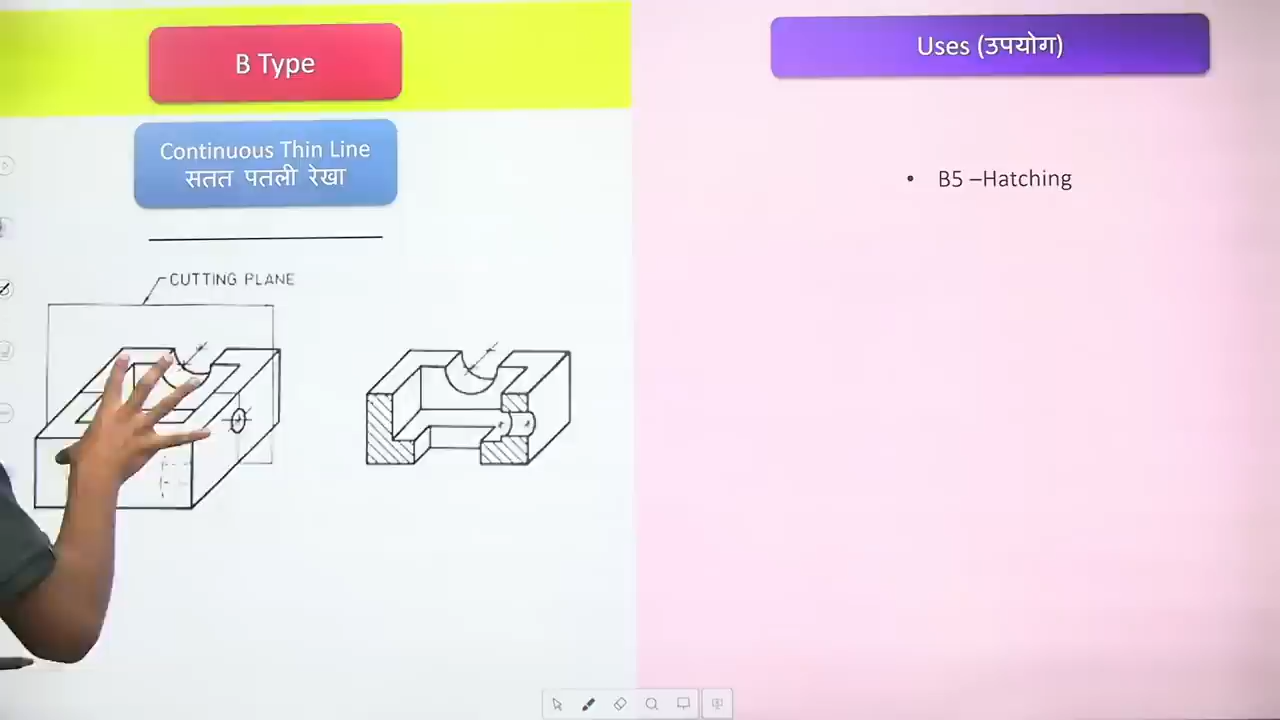 B Type
Continuous Thin Line
सतत पतली रेखा
CUTTING PLANE
Uses (उपयोग)
• B5 –Hatching